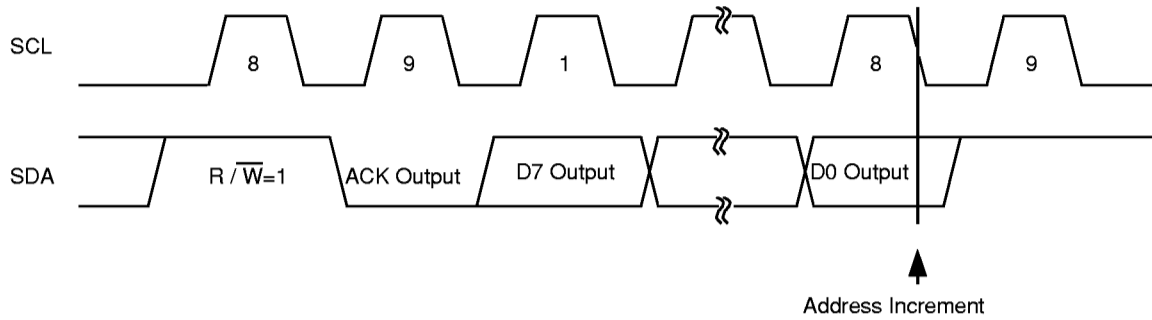 SCL
8
9
1
8
9
SDA
R / W̅=1
ACK Output
D7 Output
D0 Output
Address Increment